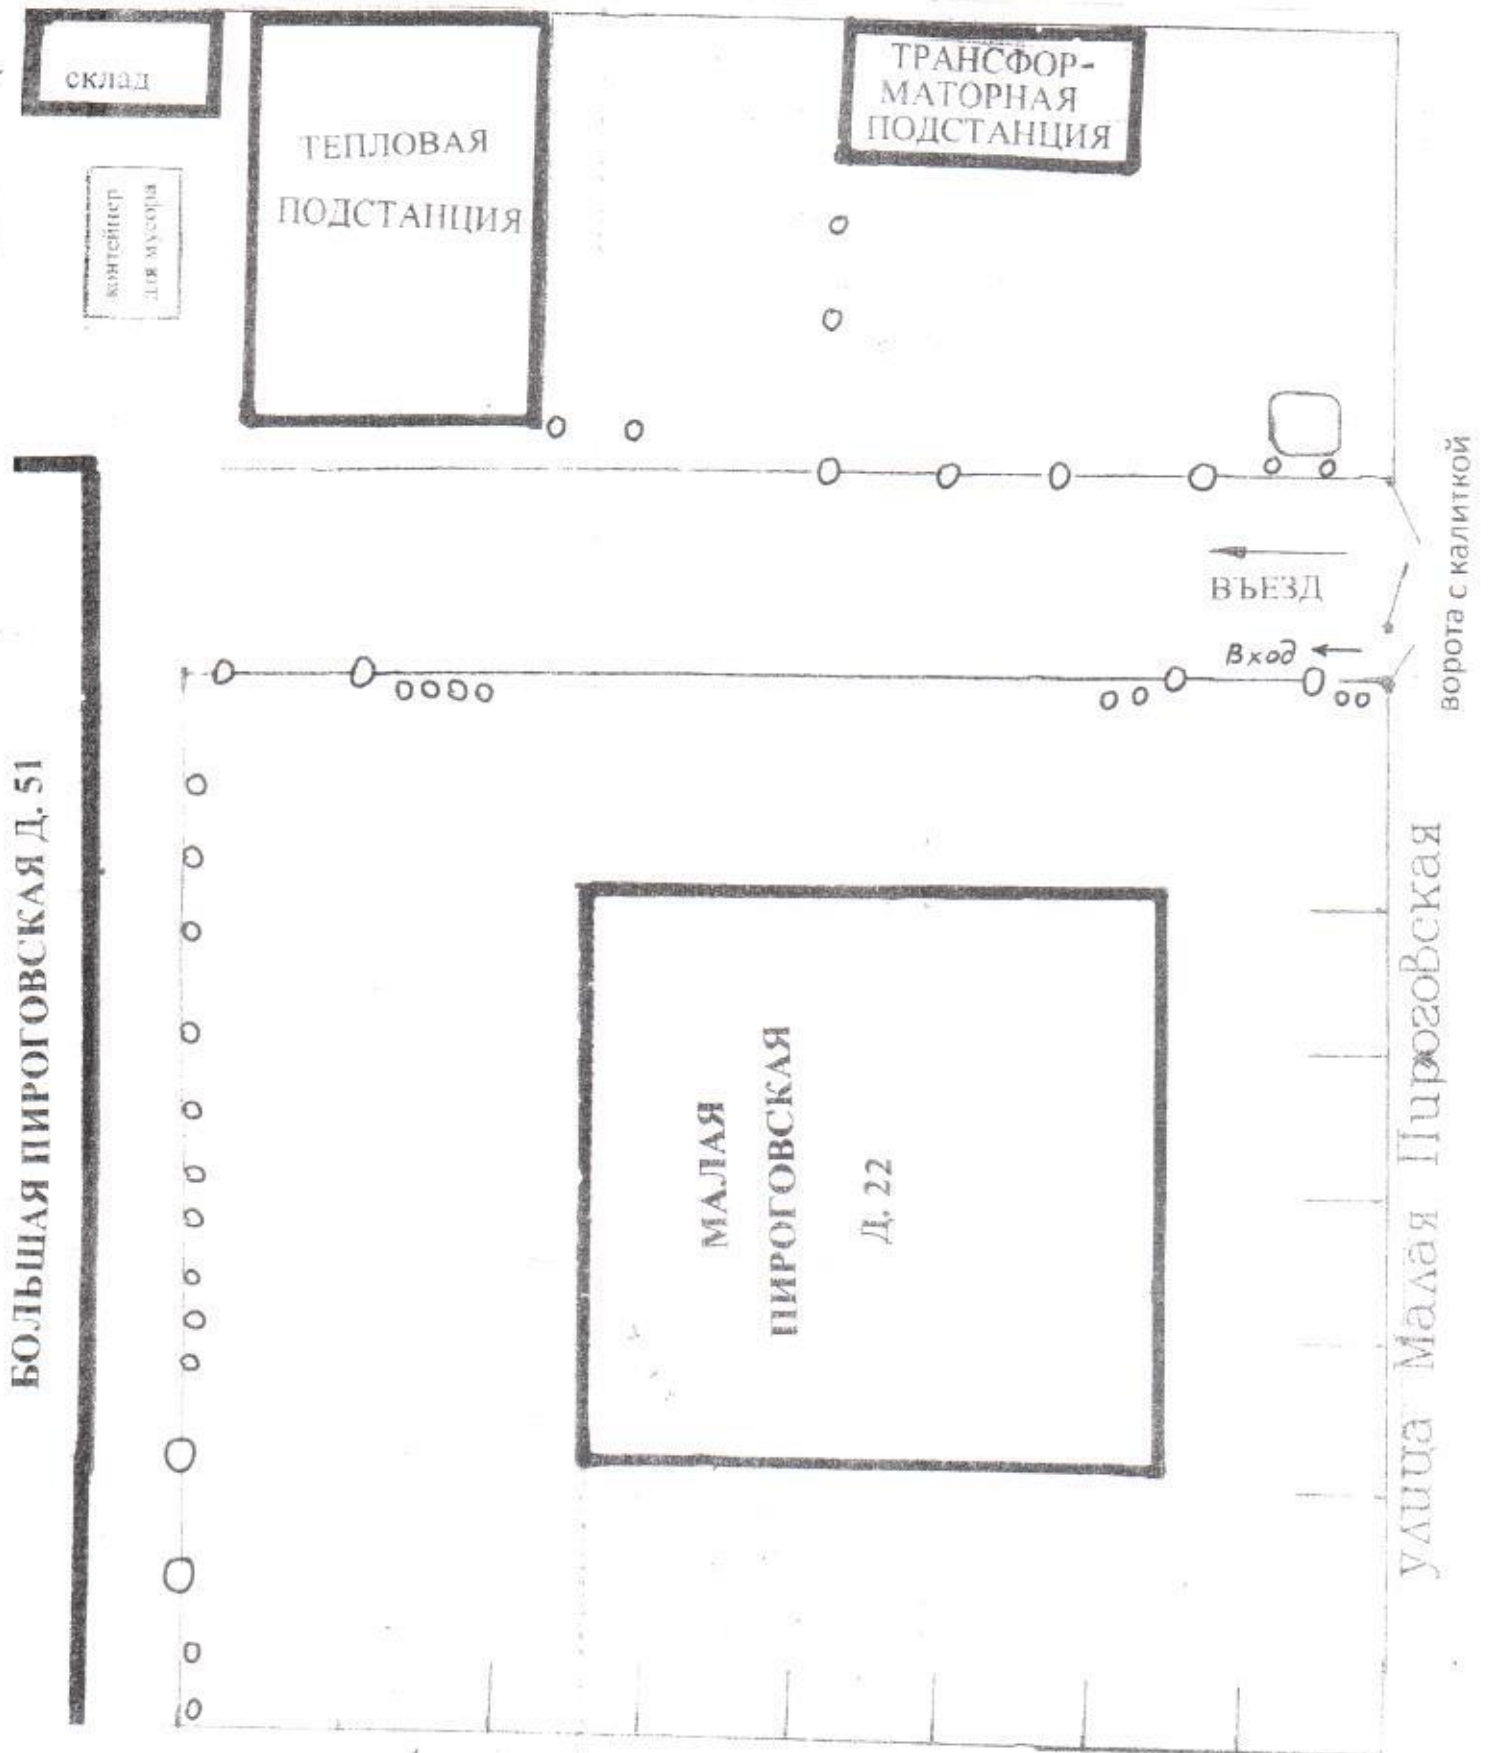 склад
ТЕПЛОВАЯ
ПОДСТАНЦИЯ
ТРАНСФОР-
МАТОРНАЯ
ПОДСТАНЦИЯ
контейнер
для мусора
ворота с калиткой
ВЪЕЗД
Вход
БОЛЬШАЯ ПИРОГОВСКАЯ Д. 51
МАЛАЯ
ПИРОГОВСКАЯ
Д. 22
улица Малая Пироговская